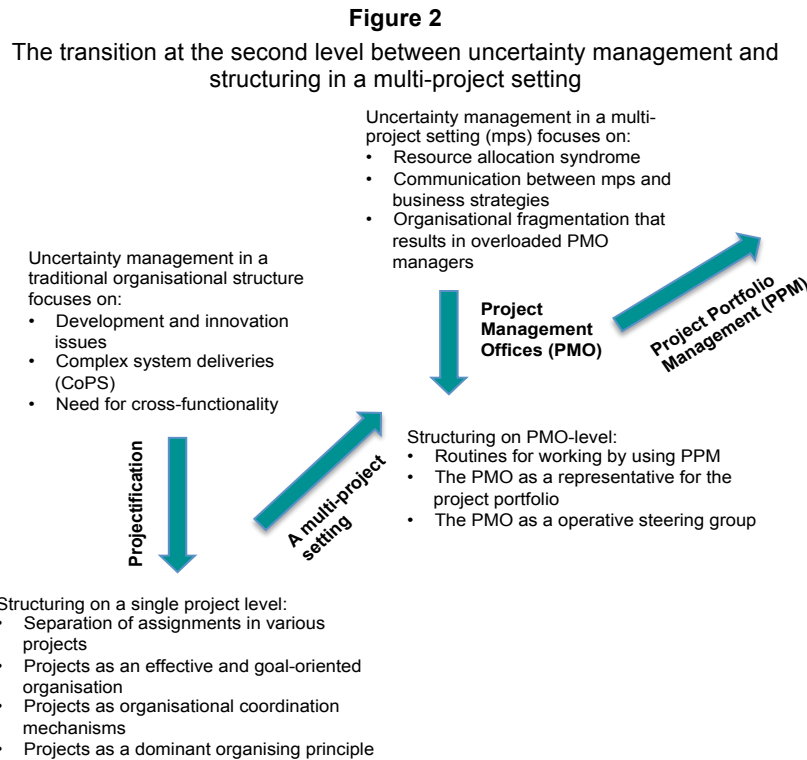 Figure 2
The transition at the second level between uncertainty management and
structuring in a multi-project setting
Uncertainty management in a multi-
project setting (mps) focuses on:
• Resource allocation syndrome
• Communication between mps and
business strategies
• Organisational fragmentation that
results in overloaded PMO
managers
Uncertainty management in a
traditional organisational structure
focuses on:
• Development and innovation
issues
• Complex system deliveries
(CoPS)
• Need for cross-functionality
Project
Management
Offices (PMO)
Project Portfolio
Management (PPM)
Projectification
A multi-project
setting
Structuring on PMO-level:
• Routines for working by using PPM
• The PMO as a representative for the
project portfolio
• The PMO as a operative steering group
Structuring on a single project level:
• Separation of assignments in various
projects
• Projects as an effective and goal-oriented
organisation
• Projects as organisational coordination
mechanisms
• Projects as a dominant organising principle